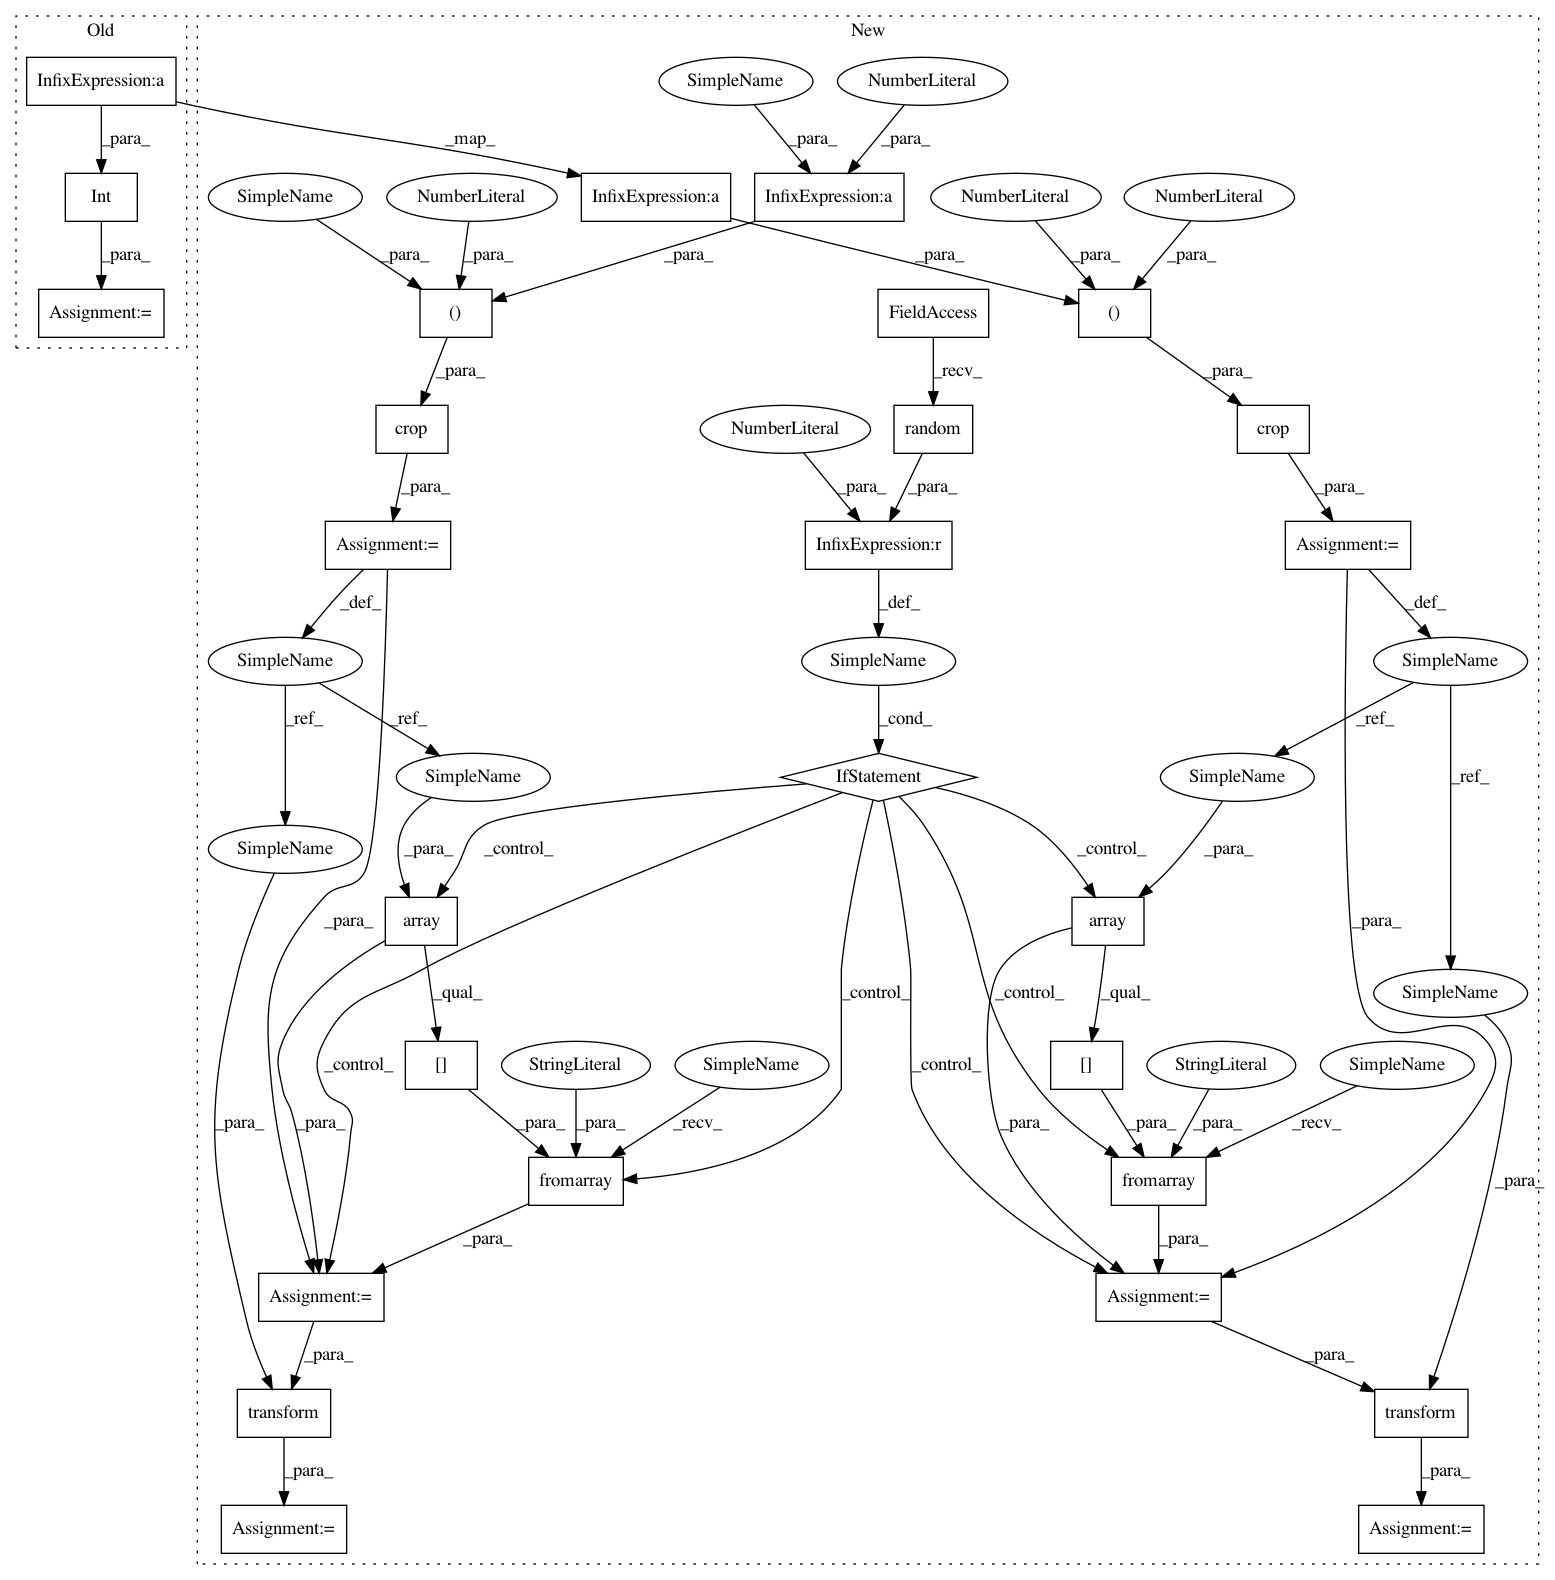 Old
New
InfixExpression:a
SimpleName
NumberLiteral
_para_
_map_
_para_
_para_
Int
SimpleName
NumberLiteral
InfixExpression:a
InfixExpression:a
NumberLiteral
NumberLiteral
_para_
_para_
_para_
_para_
_para_
_para_
_para_
Assignment:=
()
FieldAccess
()
_para_
_recv_
_para_
crop
NumberLiteral
random
crop
_para_
_para_
_para_
_para_
Assignment:=
InfixExpression:r
Assignment:=
_def_
_def_
_def_
SimpleName
SimpleName
SimpleName
_ref_
_ref_
_cond_
_ref_
_ref_
SimpleName
IfStatement
SimpleName
SimpleName
_para_
_control_
_control_
_para_
array
array
_para_
_para_
_qual_
_control_
_control_
_qual_
SimpleName
[]
StringLiteral
SimpleName
[]
StringLiteral
SimpleName
_control_
_control_
_para_
_para_
_para_
_para_
_recv_
_para_
_para_
_para_
_recv_
fromarray
fromarray
_para_
_para_
_para_
Assignment:=
Assignment:=
_para_
_para_
transform
transform
_para_
_para_
Assignment:=
Assignment:=